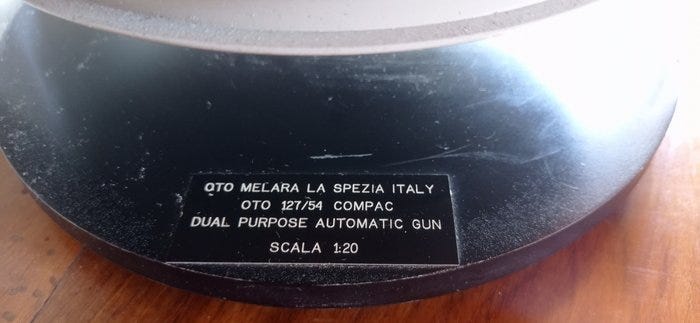 OTO MELARA LA SPEZIA ITALY
OTO 127/54 COMPAC
DUAL PURPOSE AUTOMATIC GUN
SCALA 1:20